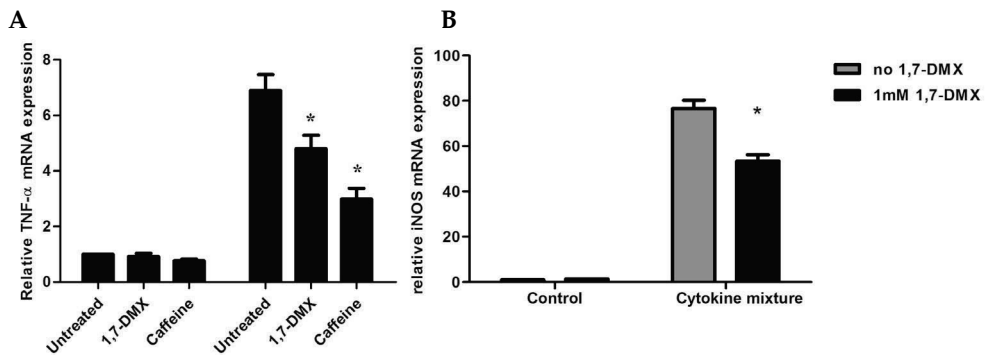 A
Relative TNF-α mRNA expression
8
6
4
2
0
Untreated
1,7-DMX
Caffeine
Untreated
1,7-DMX
Caffeine
*
*
B
relative iNOS mRNA expression
100
80
60
40
20
0
Control
Cytokine mixture
*
no 1,7-DMX
1mM 1,7-DMX